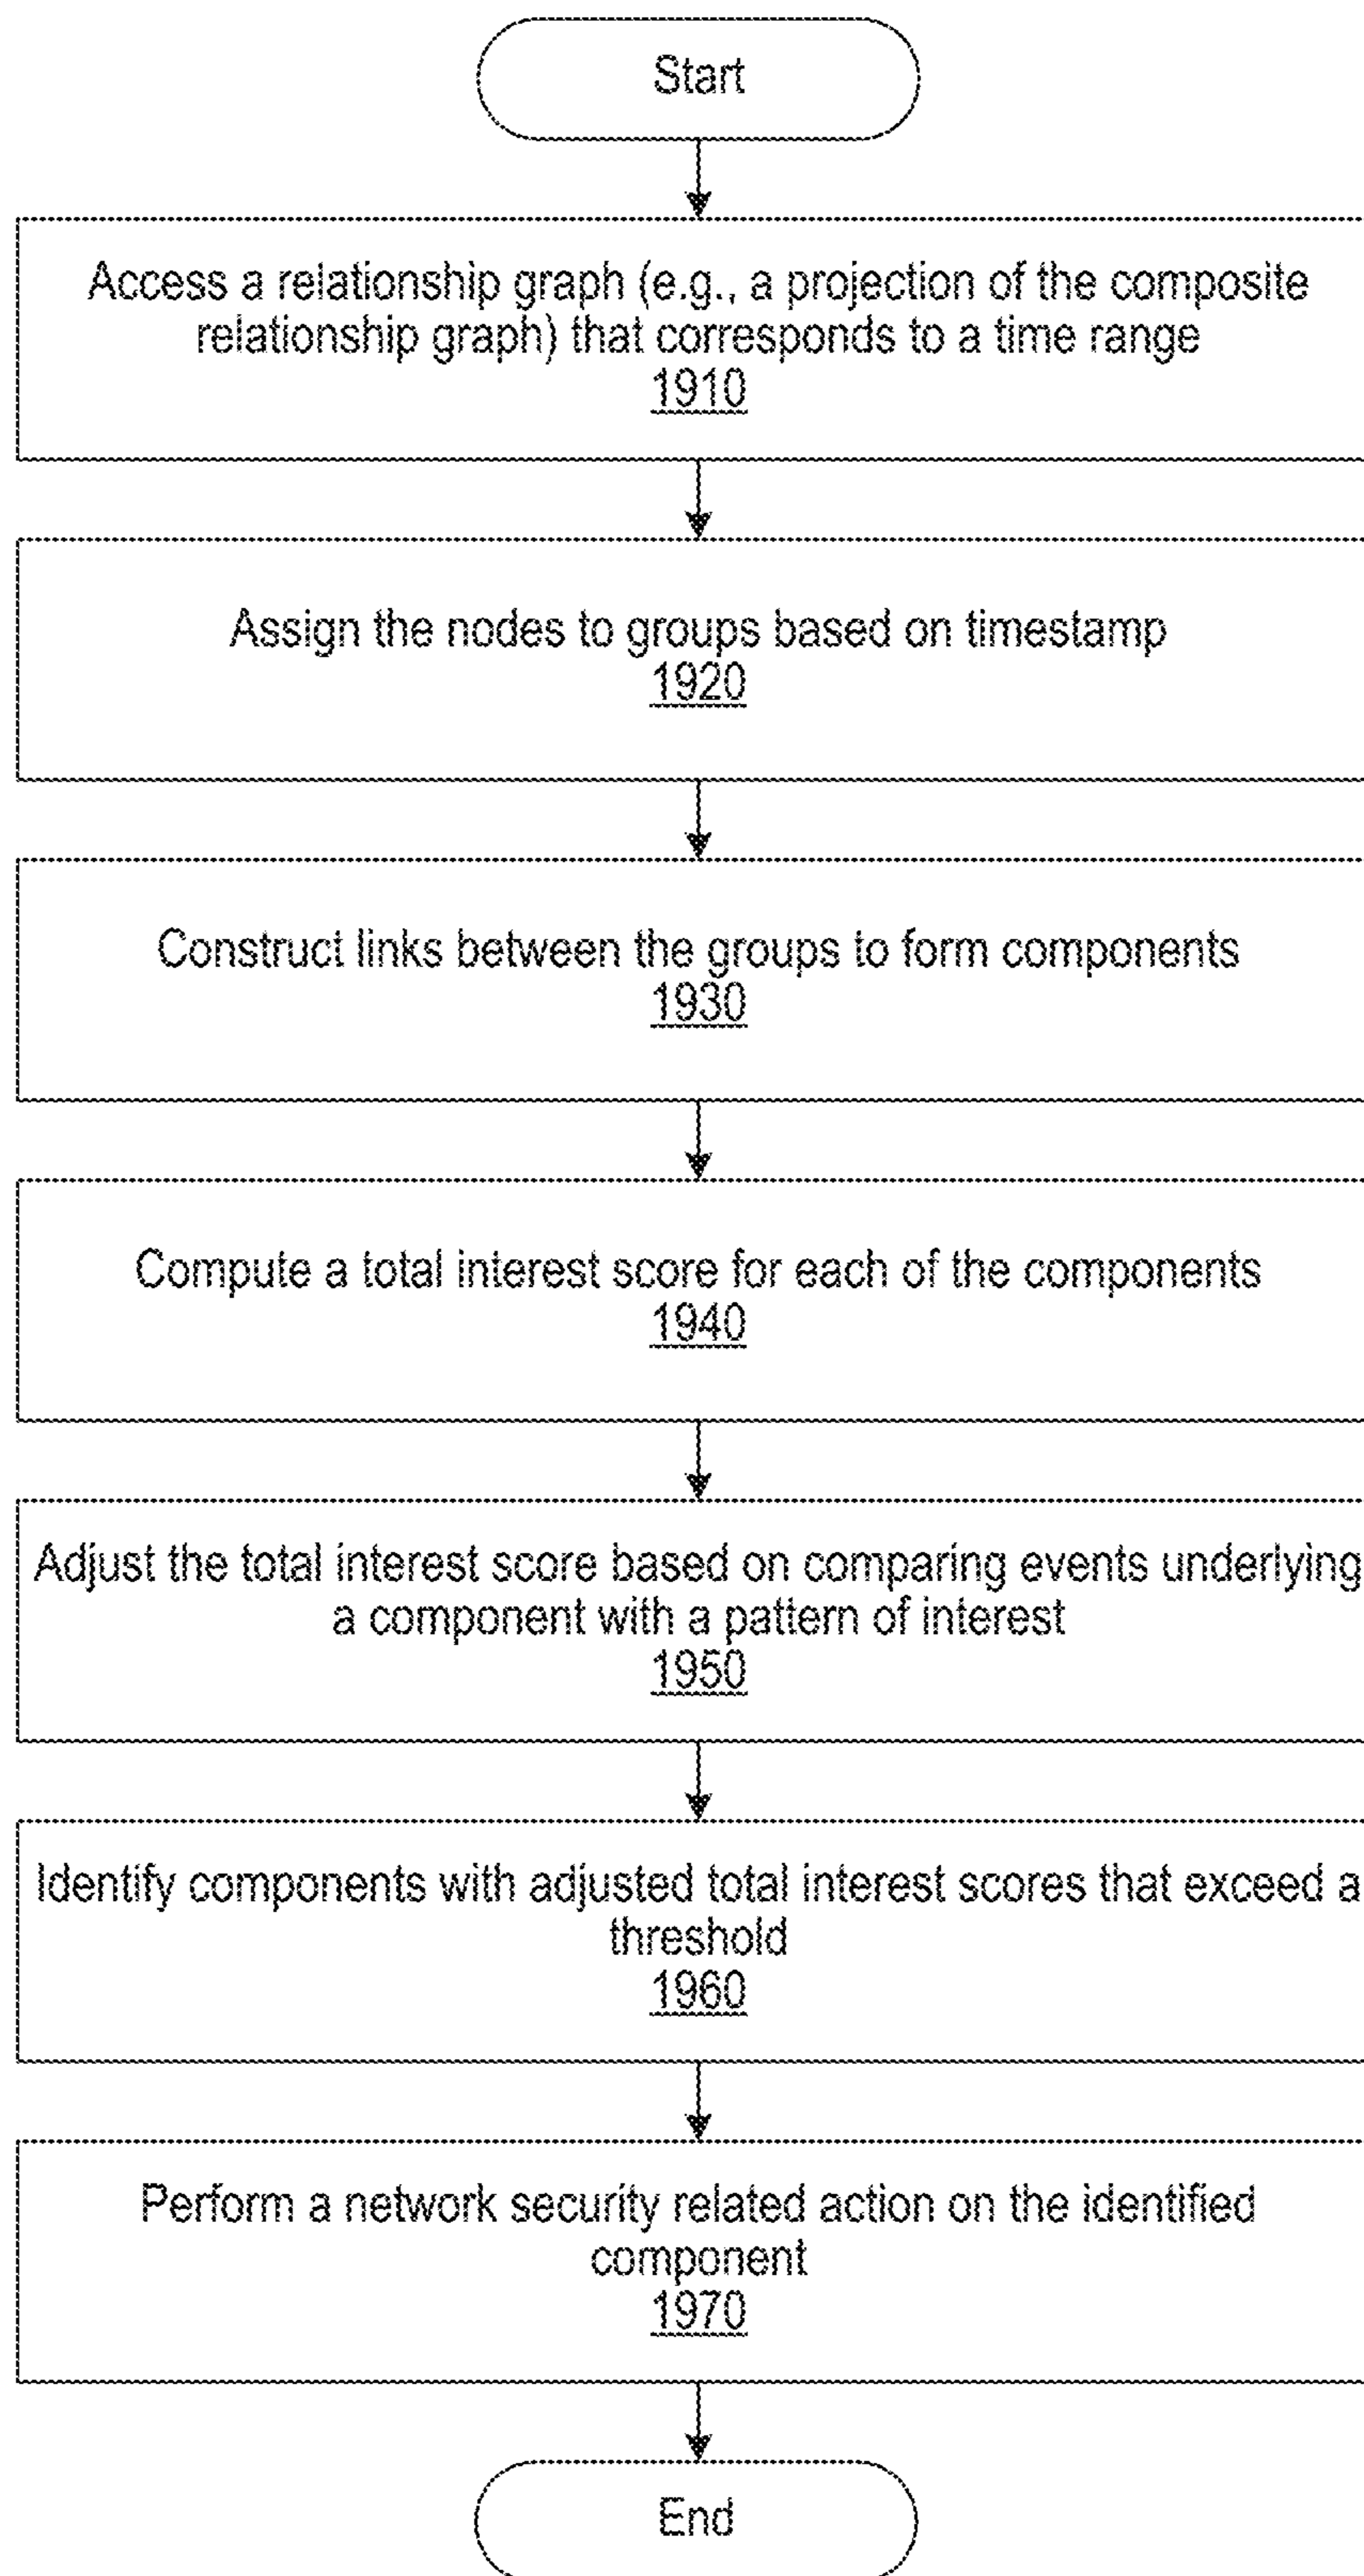 Start
Access a relationship graph (e.g., a projection of the composite
relationship graph) that corresponds to a time range
1910
Assign the nodes to groups based on timestamp
1920
Construct links between the groups to form components
1930
Compute a total interest score for each of the components
1940
Adjust the total interest score based on comparing events underlying
a component with a pattern of interest
1950
Identify components with adjusted total interest scores that exceed a
threshold
1960
Perform a network security related action on the identified
component
1970
End